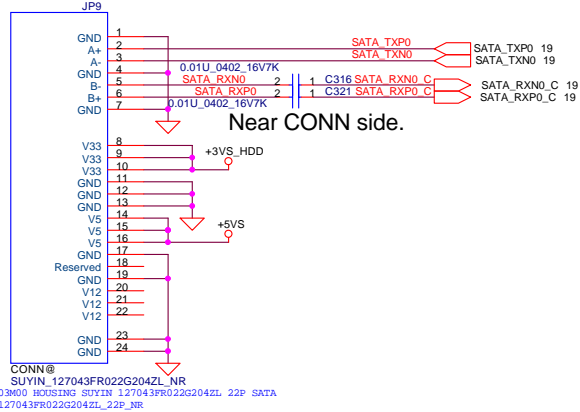 JP9
GND 1
A+ 2 SATA_TXP0 SATA_TXP0 19
A- 3 SATA_TXN0 SATA_TXN0 19
GND 4 0.01U_0402_16V7K
B- 5 SATA_RXN0 2 1 C316 SATA_RXN0_C SATA_RXN0_C 19
B+ 6 SATA_RXP0 2 1 C321 SATA_RXP0_C SATA_RXP0_C 19
GND 7 0.01U_0402_16V7K
Near CONN side.
V33 8
V33 9 +3VS_HDD
V33 10
GND 11
GND 12
GND 13
V5 14
V5 15 +5VS
V5 16
GND 17
Reserved 18
GND 19
V12 20
V12 21
V12 22
GND 23
GND 24
CONN@
SUYIN_127043FR022G204ZL_NR
03M00 HOUSING SUYIN 127043FR022G204ZL 22P SATA
127043FR022G204ZL_22P_NR